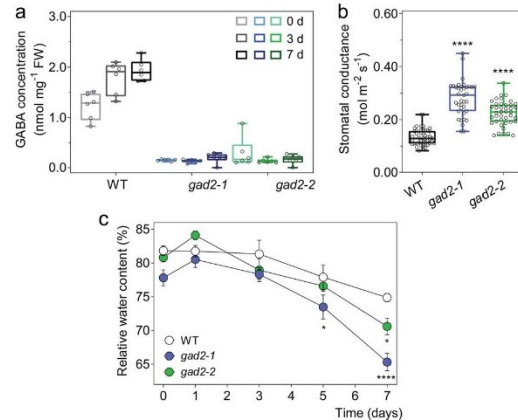 a
GABA concentration
(nmol mg⁻¹ FW)
3.0
2.0
1.0
0.0
0 d
3 d
7 d
WT
gad2-1
gad2-2
b
Stomatal conductance
(mol m⁻² s⁻¹)
0.60
0.40
0.20
0.00
****
****
WT
gad2-1
gad2-2
c
Relative water content (%)
85
80
75
70
65
WT
gad2-1
gad2-2
*
*
****
0
1
2
3
4
5
6
7
Time (days)